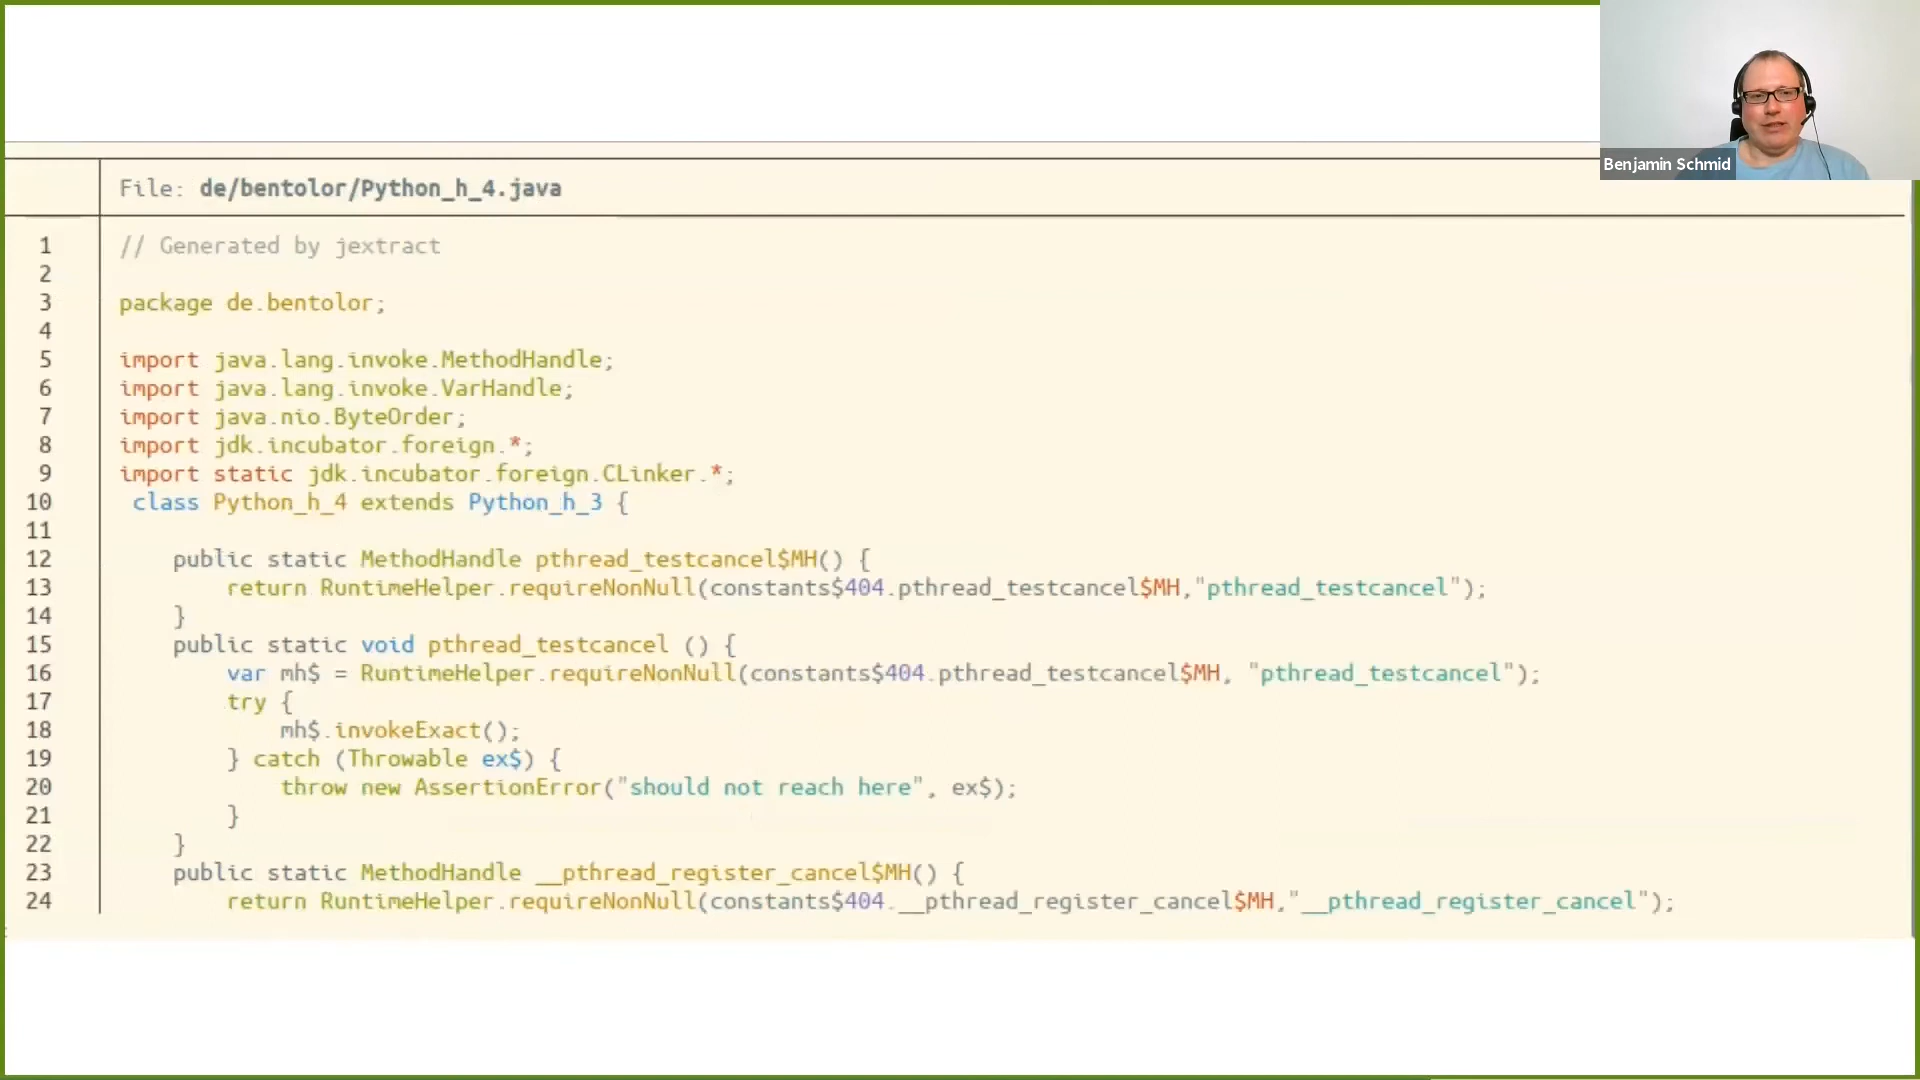 Benjamin Schmid
File: de/bentolor/Python_h_4.java
1 // Generated by jextract
2
3 package de.bentolor;
4
5 import java.lang.invoke.MethodHandle;
6 import java.lang.invoke.VarHandle;
7 import java.nio.ByteOrder;
8 import jdk.incubator.foreign.*;
9 import static jdk.incubator.foreign.CLinker.*;
10  class Python_h_4 extends Python_h_3 {
11
12     public static MethodHandle pthread_testcancel$MH() {
13         return RuntimeHelper.requireNonNull(constants$404.pthread_testcancel$MH,"pthread_testcancel");
14     }
15     public static void pthread_testcancel () {
16         var mh$ = RuntimeHelper.requireNonNull(constants$404.pthread_testcancel$MH, "pthread_testcancel");
17         try {
18             mh$.invokeExact();
19         } catch (Throwable ex$) {
20             throw new AssertionError("should not reach here", ex$);
21         }
22     }
23     public static MethodHandle __pthread_register_cancel$MH() {
24         return RuntimeHelper.requireNonNull(constants$404.__pthread_register_cancel$MH,"__pthread_register_cancel");